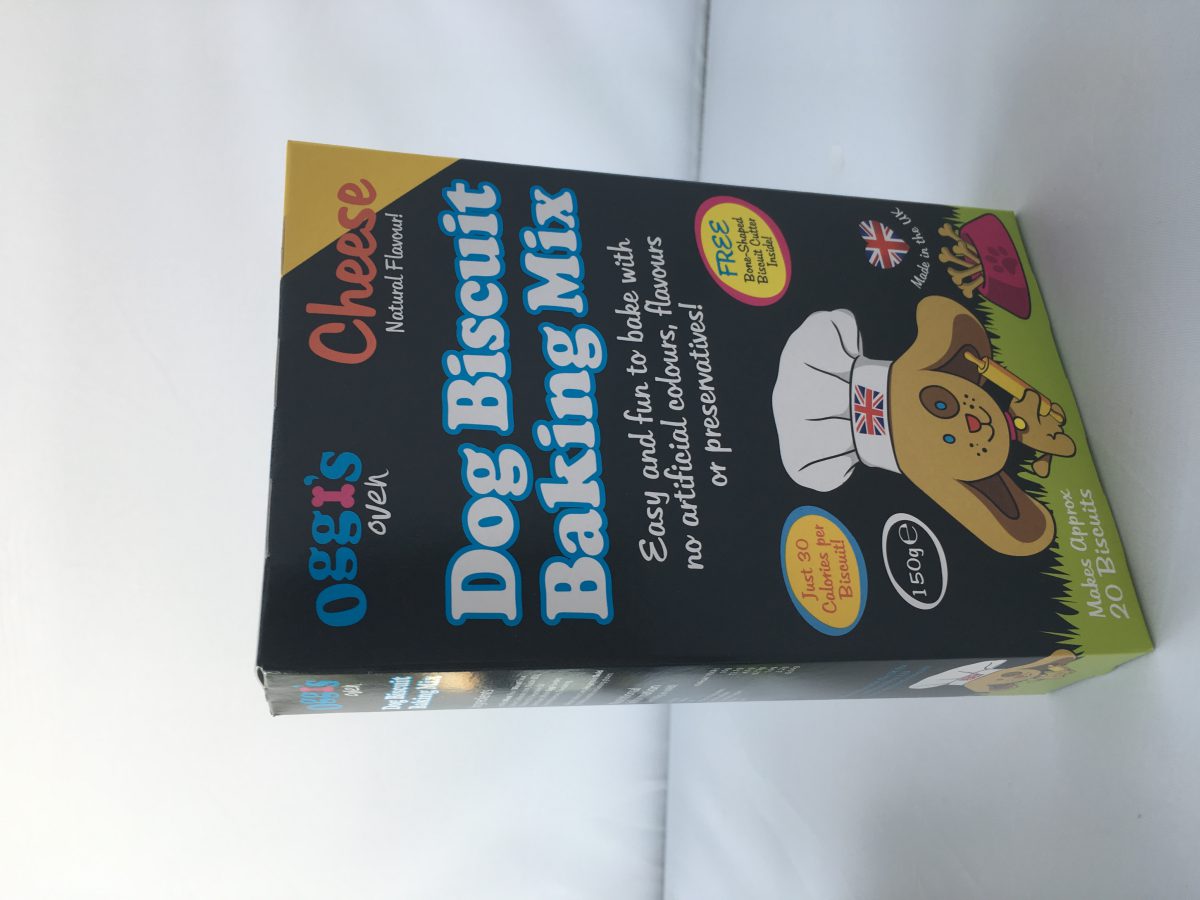 Oggi's
oven
Cheese
Natural Flavour!
Dog Biscuit
Baking Mix
Easy and fun to bake with
no artificial colours, flavours
or preservatives!
FREE
Bone-Shaped
Biscuit Cutter
Inside!
Just 30
Calories per
Biscuit!
150g e
Made in the UK
Makes Approx
20 Biscuits
Oggi's
oven
Dog Biscuit
Baking Mix